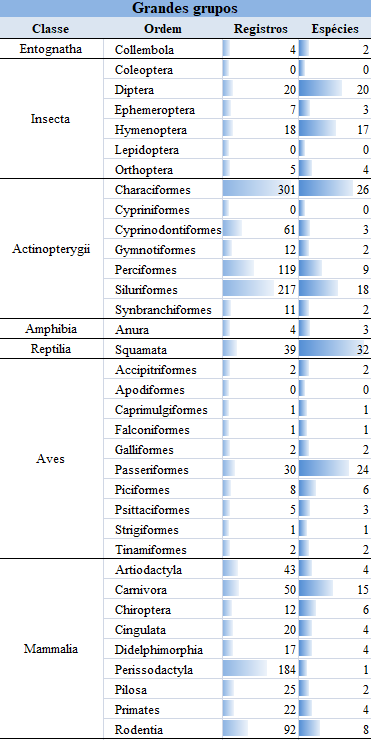 Grandes grupos
Classe Ordem Registros Espécies
Entognatha Collembola 4 2
Insecta
Coleoptera 0 0
Diptera 20 20
Ephemeroptera 7 3
Hymenoptera 18 17
Lepidoptera 0 0
Orthoptera 5 4
Actinopterygii
Characiformes 301 26
Cypriniformes 0 0
Cyprinodontiformes 61 3
Gymnotiformes 12 2
Perciformes 119 9
Siluriformes 217 18
Synbranchiformes 11 2
Amphibia Anura 4 3
Reptilia Squamata 39 32
Aves
Accipitriformes 2 2
Apodiformes 0 0
Caprimulgiformes 1 1
Falconiformes 1 1
Galliformes 2 2
Passeriformes 30 24
Piciformes 8 6
Psittaciformes 5 3
Strigiformes 1 1
Tinamiformes 2 2
Mammalia
Artiodactyla 43 4
Carnivora 50 15
Chiroptera 12 6
Cingulata 20 4
Didelphimorphia 17 4
Perissodactyla 184 1
Pilosa 25 2
Primates 22 4
Rodentia 92 8